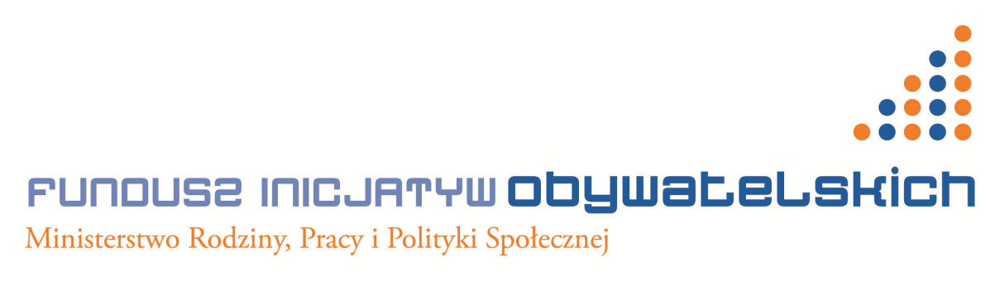 FUNDUSZ INICJATYW obywatelskich
Ministerstwo Rodziny, Pracy i Polityki Społecznej